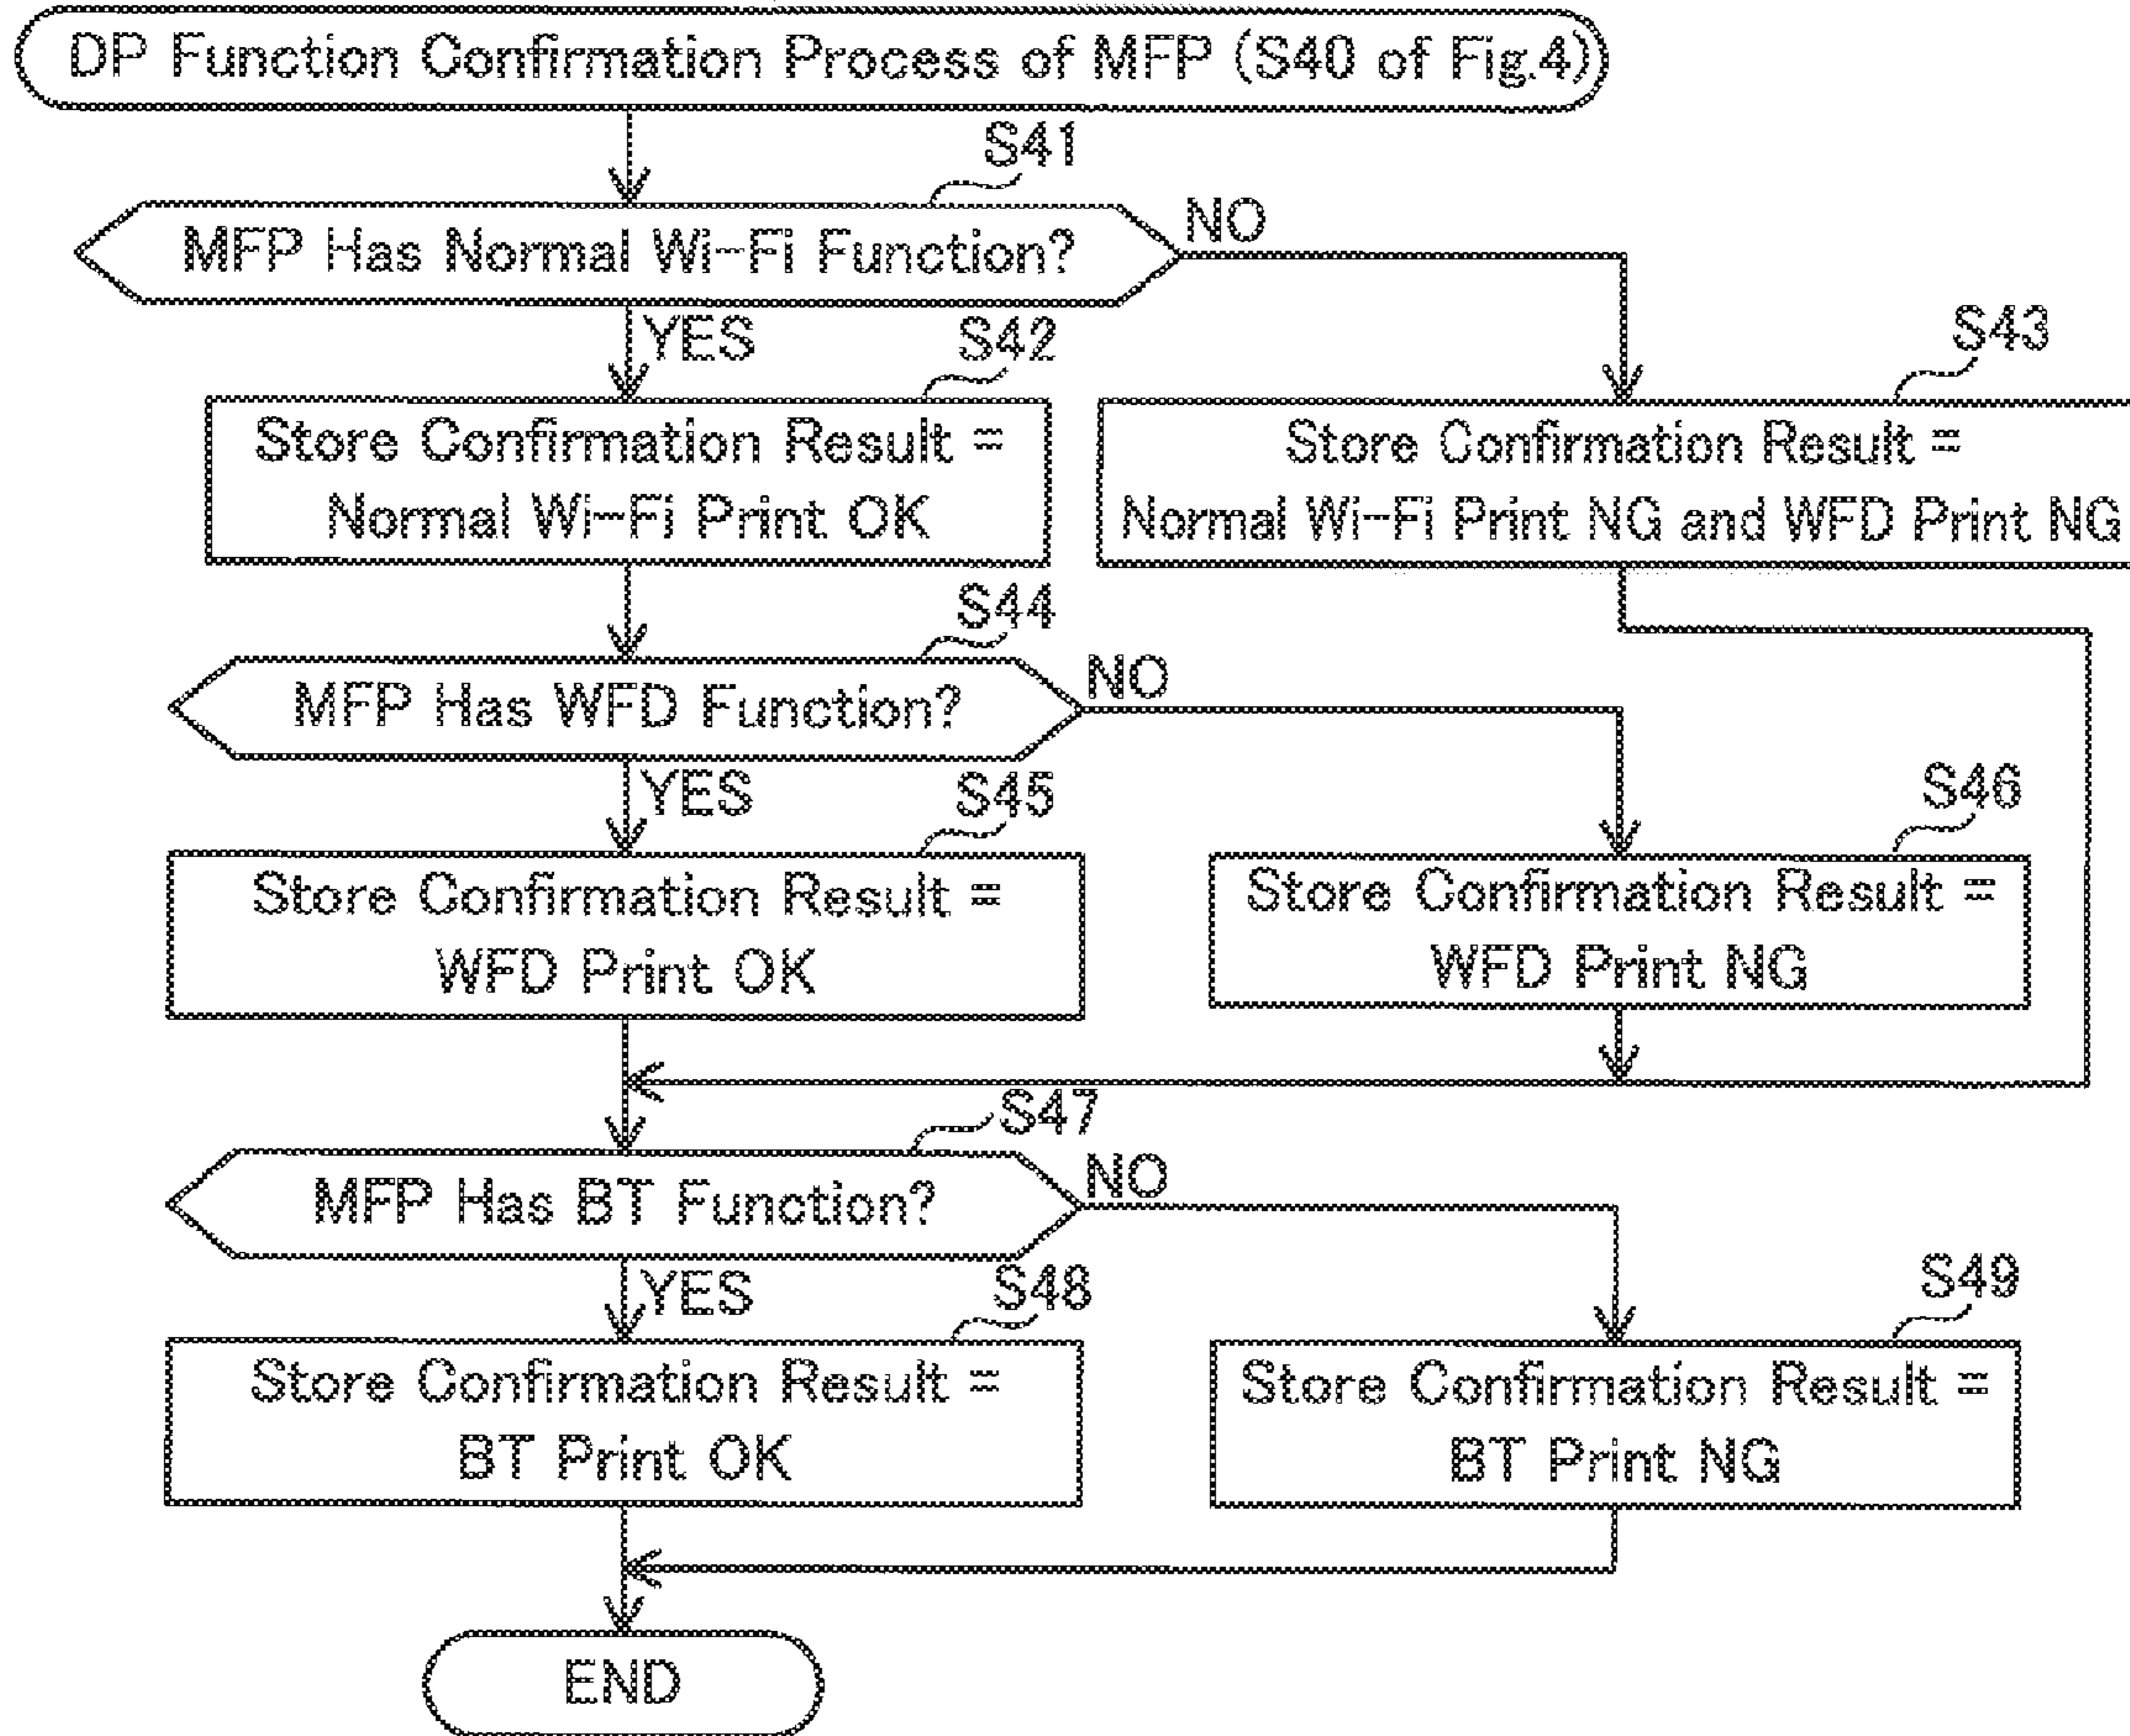 DP Function Confirmation Process of MFP (S40 of Fig.4)
S41
MFP Has Normal Wi-Fi Function?
NO
YES
S42
S43
Store Confirmation Result =
Normal Wi-Fi Print OK
Store Confirmation Result =
Normal Wi-Fi Print NG and WFD Print NG
S44
MFP Has WFD Function?
NO
YES
S45
S46
Store Confirmation Result =
WFD Print OK
Store Confirmation Result =
WFD Print NG
S47
MFP Has BT Function?
NO
YES
S48
S49
Store Confirmation Result =
BT Print OK
Store Confirmation Result =
BT Print NG
END